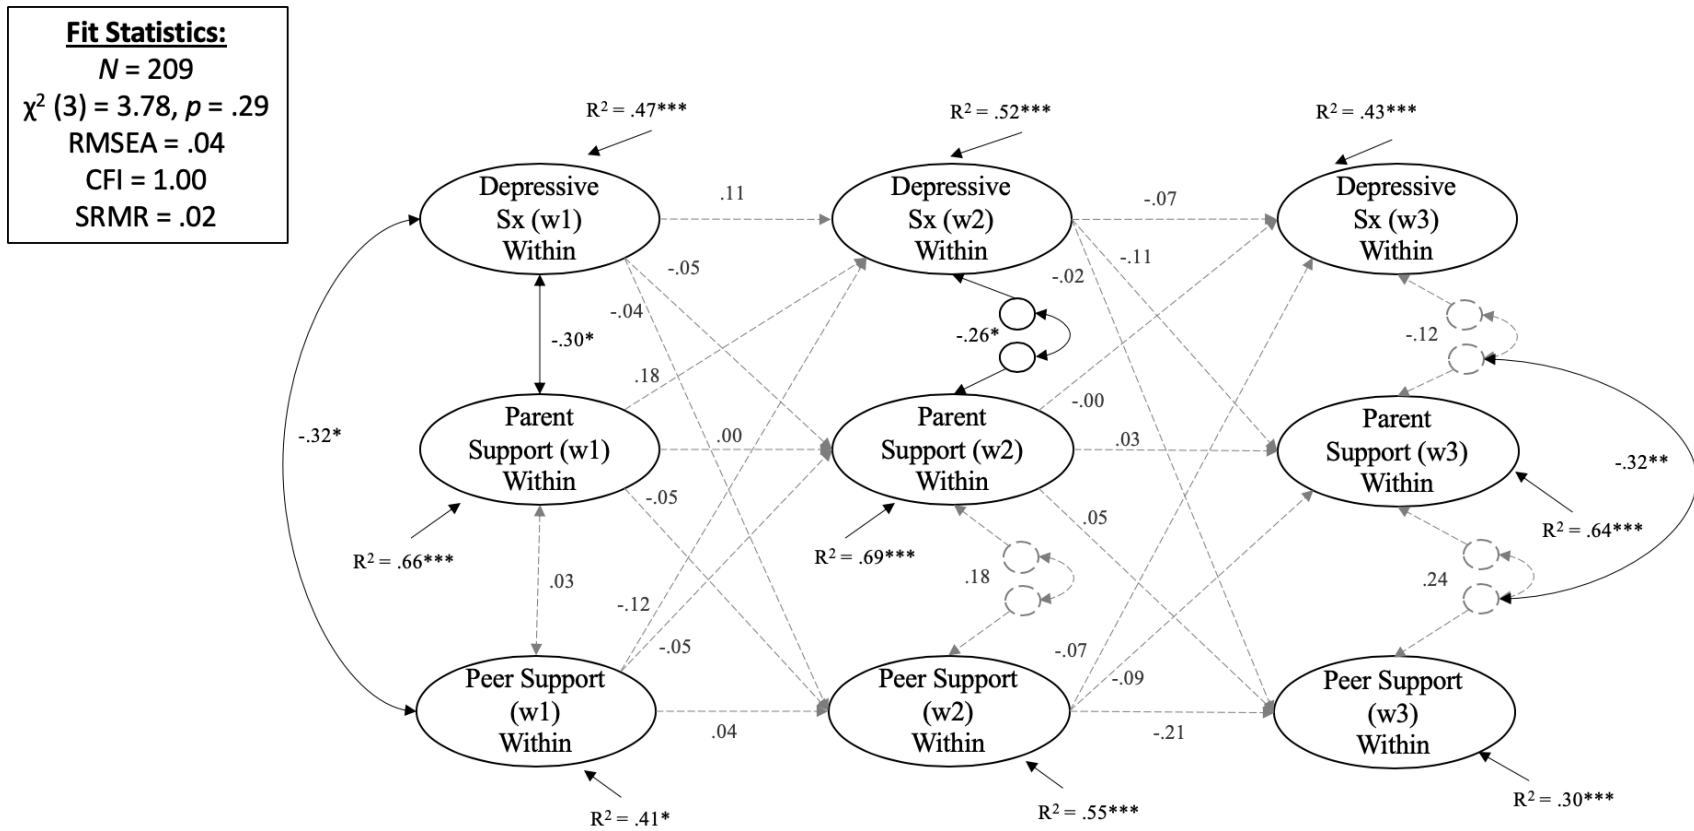 Fit Statistics:
N = 209
χ² (3) = 3.78, p = .29
RMSEA = .04
CFI = 1.00
SRMR = .02
R² = .47***
R² = .52***
R² = .43***
Depressive
Sx (w1)
Within
.11
Depressive
Sx (w2)
Within
-.07
Depressive
Sx (w3)
Within
-.05
-.04
-.02
-.11
-.30*
-.26*
-.12
.18
-.00
-.32*
Parent
Support (w1)
Within
.00
Parent
Support (w2)
Within
.03
Parent
Support (w3)
Within
-.32**
-.05
.05
R² = .66***
R² = .69***
R² = .64***
.03
.18
.24
-.12
-.05
-.07
-.09
Peer Support
(w1)
Within
.04
Peer Support
(w2)
Within
-.21
Peer Support
(w3)
Within
R² = .41*
R² = .55***
R² = .30***